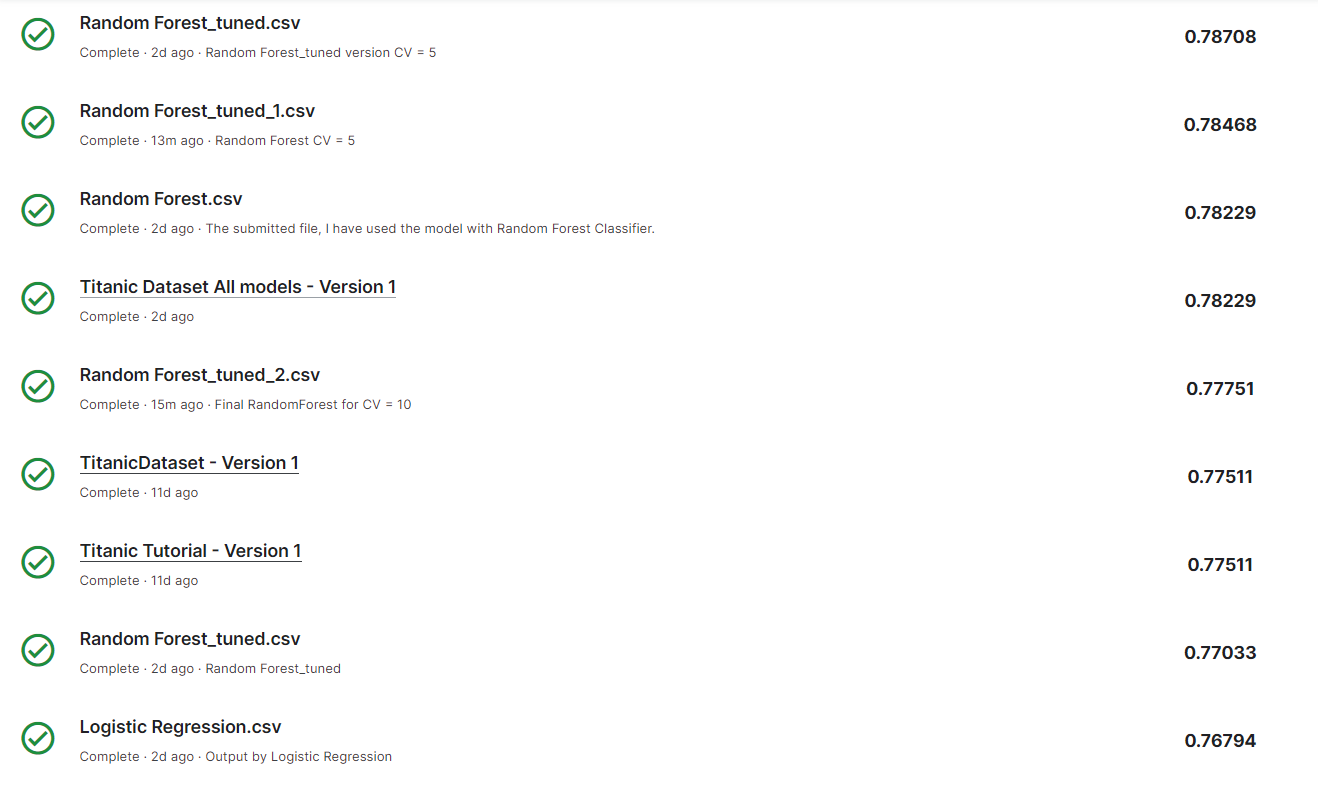 Random Forest_tuned.csv
Complete · 2d ago · Random Forest_tuned version CV = 5
0.78708
Random Forest_tuned_1.csv
Complete · 13m ago · Random Forest CV = 5
0.78468
Random Forest.csv
Complete · 2d ago · The submitted file, I have used the model with Random Forest Classifier.
0.78229
Titanic Dataset All models - Version 1
Complete · 2d ago
0.78229
Random Forest_tuned_2.csv
Complete · 15m ago · Final RandomForest for CV = 10
0.77751
TitanicDataset - Version 1
Complete · 11d ago
0.77511
Titanic Tutorial - Version 1
Complete · 11d ago
0.77511
Random Forest_tuned.csv
Complete · 2d ago · Random Forest_tuned
0.77033
Logistic Regression.csv
Complete · 2d ago · Output by Logistic Regression
0.76794